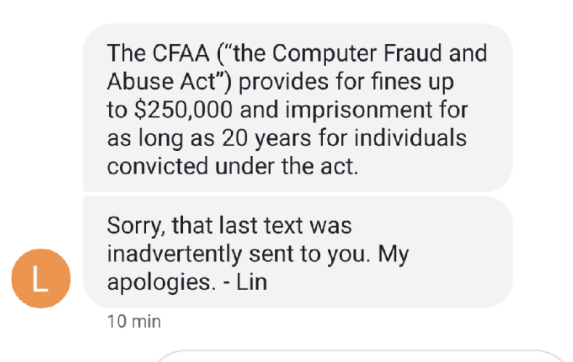 The CFAA (“the Computer Fraud and
Abuse Act”) provides for fines up
to $250,000 and imprisonment for
as long as 20 years for individuals
convicted under the act.
Sorry, that last text was
inadvertently sent to you. My
apologies. - Lin
L
10 min